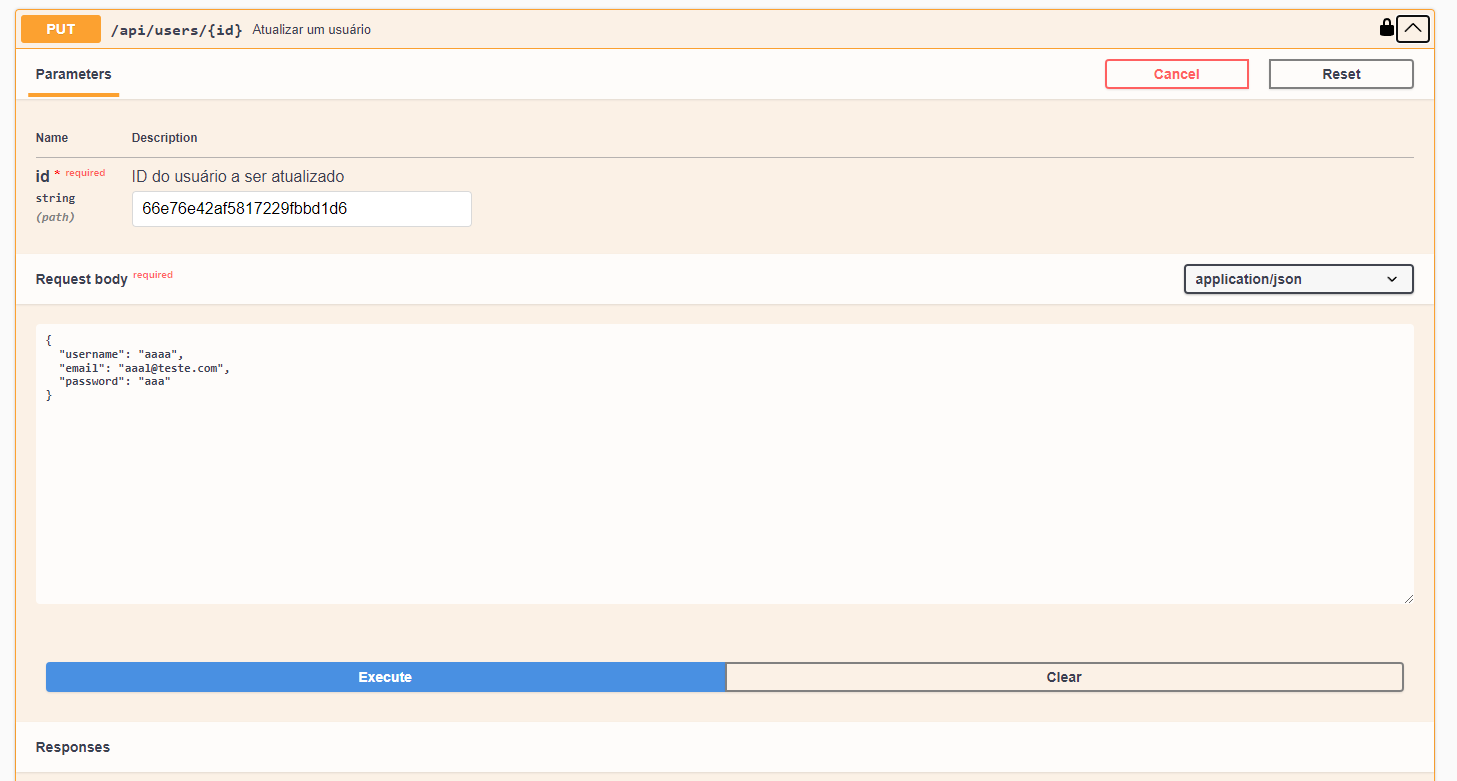 PUT /api/users/{id} Atualizar um usuário
Parameters Cancel Reset
Name Description
id * required ID do usuário a ser atualizado
string
(path)
66e76e42af5817229fbbd1d6
Request body required application/json
{
  "username": "aaaa",
  "email": "aaa1@teste.com",
  "password": "aaa"
}
Execute Clear
Responses